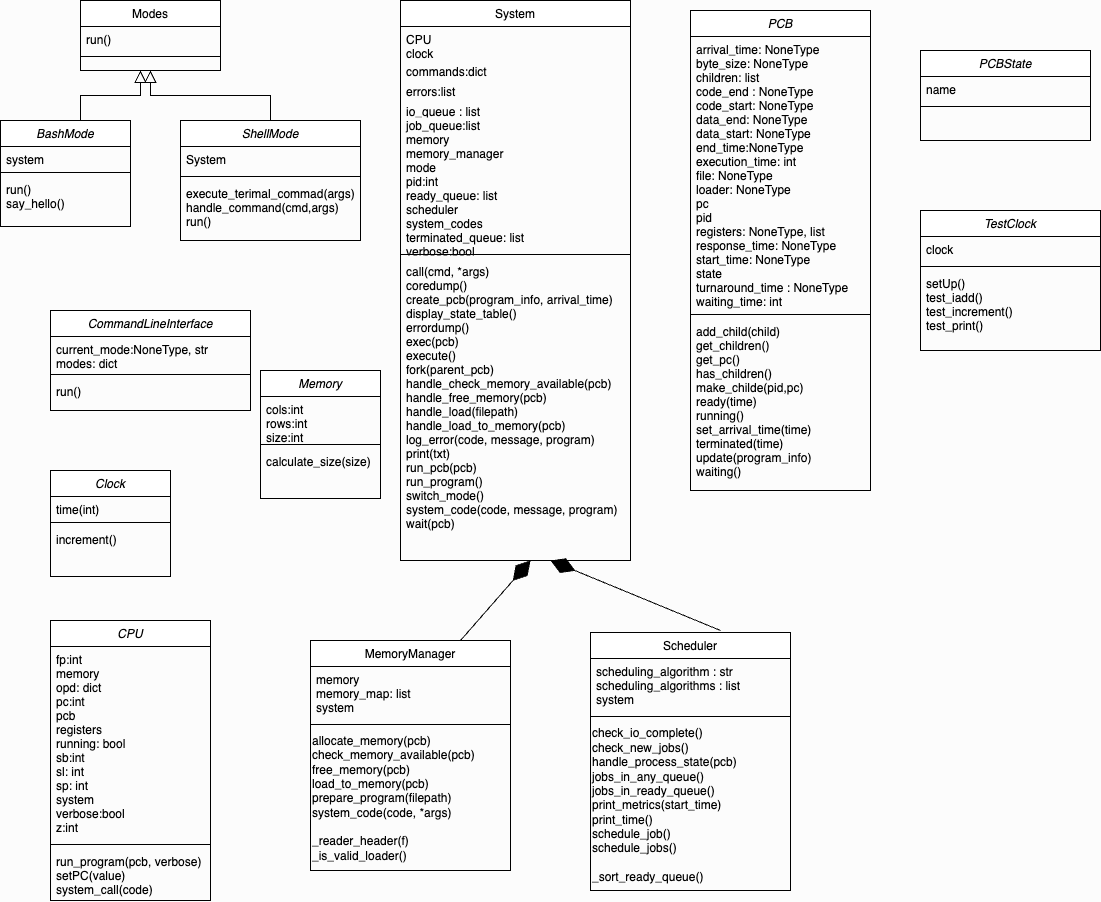 Modes
run()
BashMode
system
run()
say_hello()
ShellMode
System
execute_terimal_commad(args)
handle_command(cmd,args)
run()
System
CPU
clock
commands:dict
errors:list
io_queue : list
job_queue:list
memory
memory_manager
mode
pid:int
ready_queue: list
scheduler
system_codes
terminated_queue: list
verbose:bool
call(cmd, *args)
coredump()
create_pcb(program_info, arrival_time)
display_state_table()
errordump()
exec(pcb)
execute()
fork(parent_pcb)
handle_check_memory_available(pcb)
handle_free_memory(pcb)
handle_load(filepath)
handle_load_to_memory(pcb)
log_error(code, message, program)
print(txt)
run_pcb(pcb)
run_program()
switch_mode()
system_code(code, message, program)
wait(pcb)
PCB
arrival_time: NoneType
byte_size: NoneType
children: list
code_end : NoneType
code_start: NoneType
data_end: NoneType
data_start: NoneType
end_time:NoneType
execution_time: int
file: NoneType
loader: NoneType
pc
pid
registers: NoneType, list
response_time: NoneType
start_time: NoneType
state
turnaround_time : NoneType
waiting_time: int
add_child(child)
get_children()
get_pc()
has_children()
make_childe(pid,pc)
ready(time)
running()
set_arrival_time(time)
terminated(time)
update(program_info)
waiting()
PCBState
name
TestClock
clock
setUp()
test_iadd()
test_increment()
test_print()
CommandLineInterface
current_mode:NoneType, str
modes: dict
run()
Memory
cols:int
rows:int
size:int
calculate_size(size)
Clock
time(int)
increment()
CPU
fp:int
memory
opd: dict
pc:int
pcb
registers
running: bool
sb:int
sl: int
sp: int
system
verbose:bool
z:int
run_program(pcb, verbose)
setPC(value)
system_call(code)
MemoryManager
memory
memory_map: list
system
allocate_memory(pcb)
check_memory_available(pcb)
free_memory(pcb)
load_to_memory(pcb)
prepare_program(filepath)
system_code(code, *args)
_reader_header(f)
_is_valid_loader()
Scheduler
scheduling_algorithm : str
scheduling_algorithms : list
system
check_io_complete()
check_new_jobs()
handle_process_state(pcb)
jobs_in_any_queue()
jobs_in_ready_queue()
print_metrics(start_time)
print_time()
schedule_job()
schedule_jobs()
_sort_ready_queue()